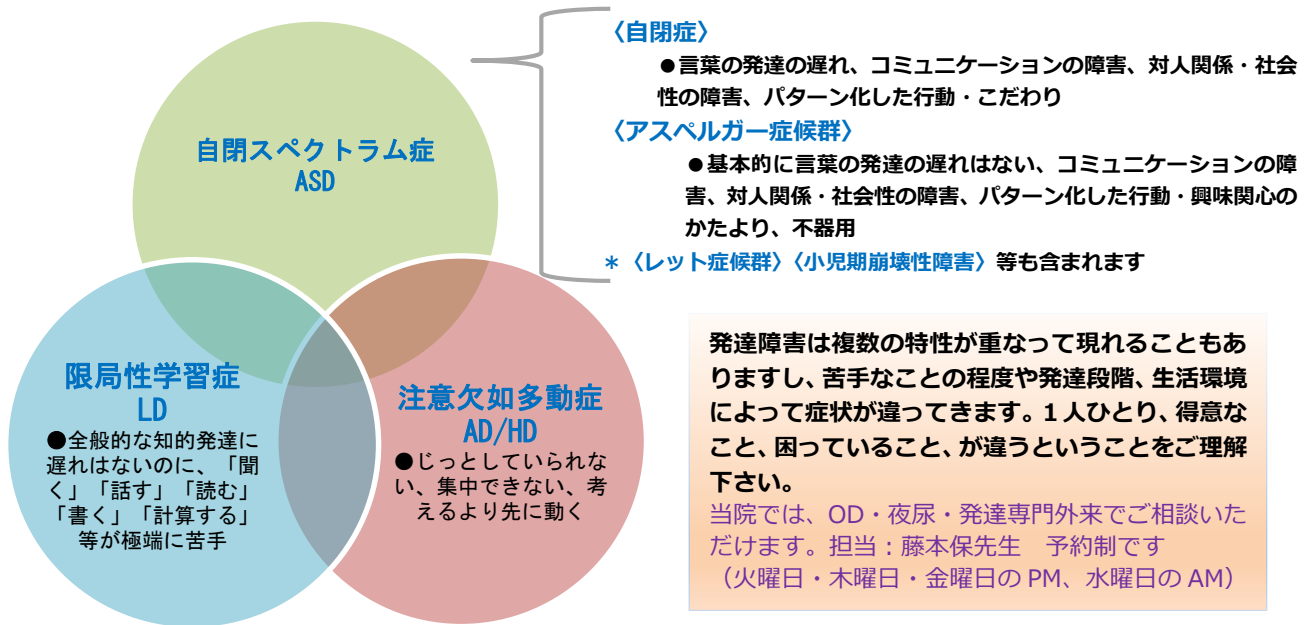 〈自閉症〉
●言葉の発達の遅れ、コミュニケーションの障害、対人関係・社会
性の障害、パターン化した行動・こだわり
〈アスペルガー症候群〉
●基本的に言葉の発達の遅れはない、コミュニケーションの障
害、対人関係・社会性の障害、パターン化した行動・興味関心の
かたより、不器用
＊〈レット症候群〉〈小児期崩壊性障害〉等も含まれます
自閉スペクトラム症
ASD
限局性学習症
LD
●全般的な知的発達に
遅れはないのに、「聞
く」「話す」「読む」
「書く」「計算する」
等が極端に苦手
注意欠如多動症
AD/HD
●じっとしていられな
い、集中できない、考
えるより先に動く
発達障害は複数の特性が重なって現れることもあ
りますし、苦手なことの程度や発達段階、生活環境
によって症状が違ってきます。１人ひとり、得意な
こと、困っていること、が違うということをご理解
下さい。
当院では、OD・夜尿・発達専門外来でご相談いた
だけます。担当：藤本保先生　予約制です
（火曜日・木曜日・金曜日の PM、水曜日の AM）